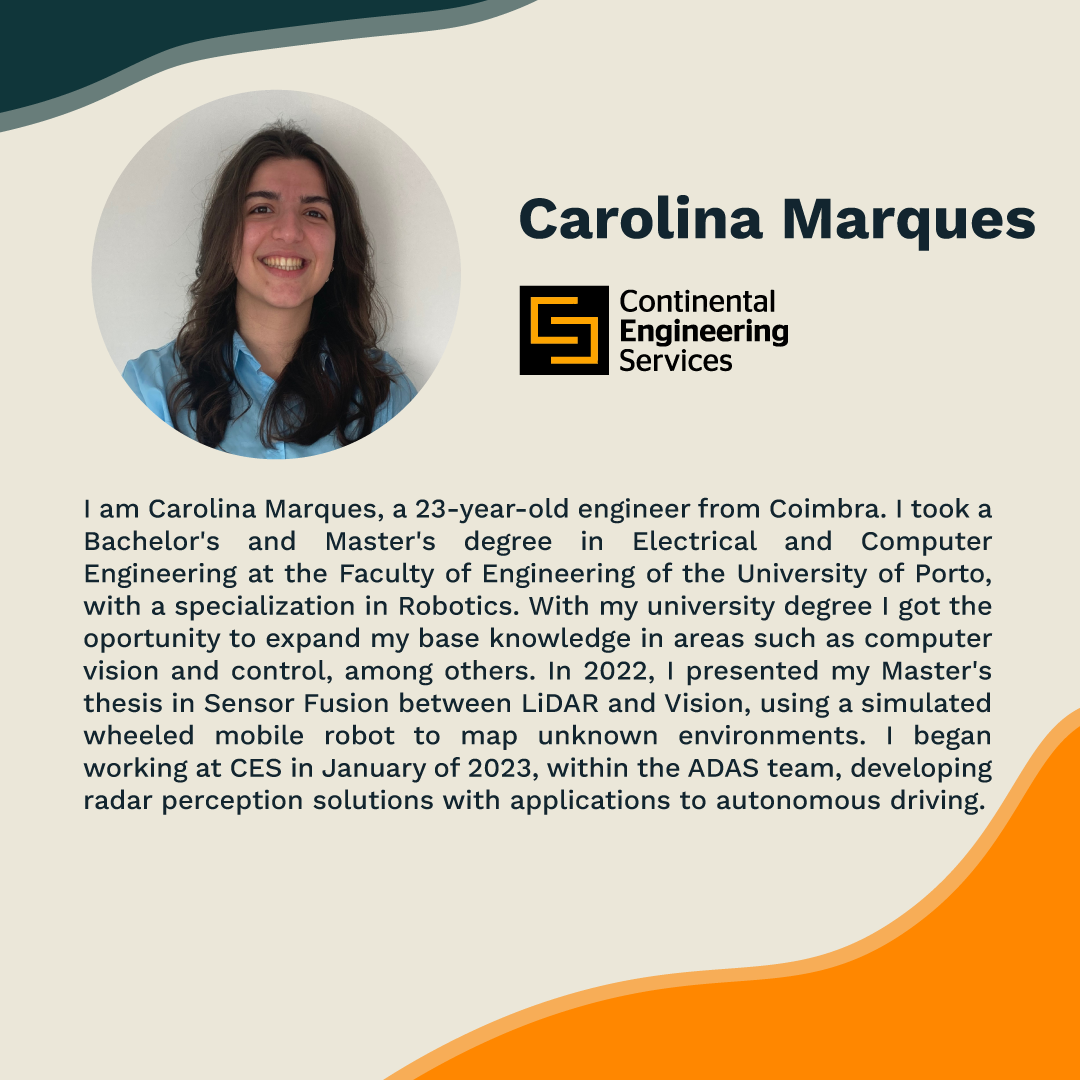 Carolina Marques
Continental
Engineering
Services
I am Carolina Marques, a 23-year-old engineer from Coimbra. I took a
Bachelor's and Master's degree in Electrical and Computer
Engineering at the Faculty of Engineering of the University of Porto,
with a specialization in Robotics. With my university degree I got the
oportunity to expand my base knowledge in areas such as computer
vision and control, among others. In 2022, I presented my Master's
thesis in Sensor Fusion between LiDAR and Vision, using a simulated
wheeled mobile robot to map unknown environments. I began
working at CES in January of 2023, within the ADAS team, developing
radar perception solutions with applications to autonomous driving.